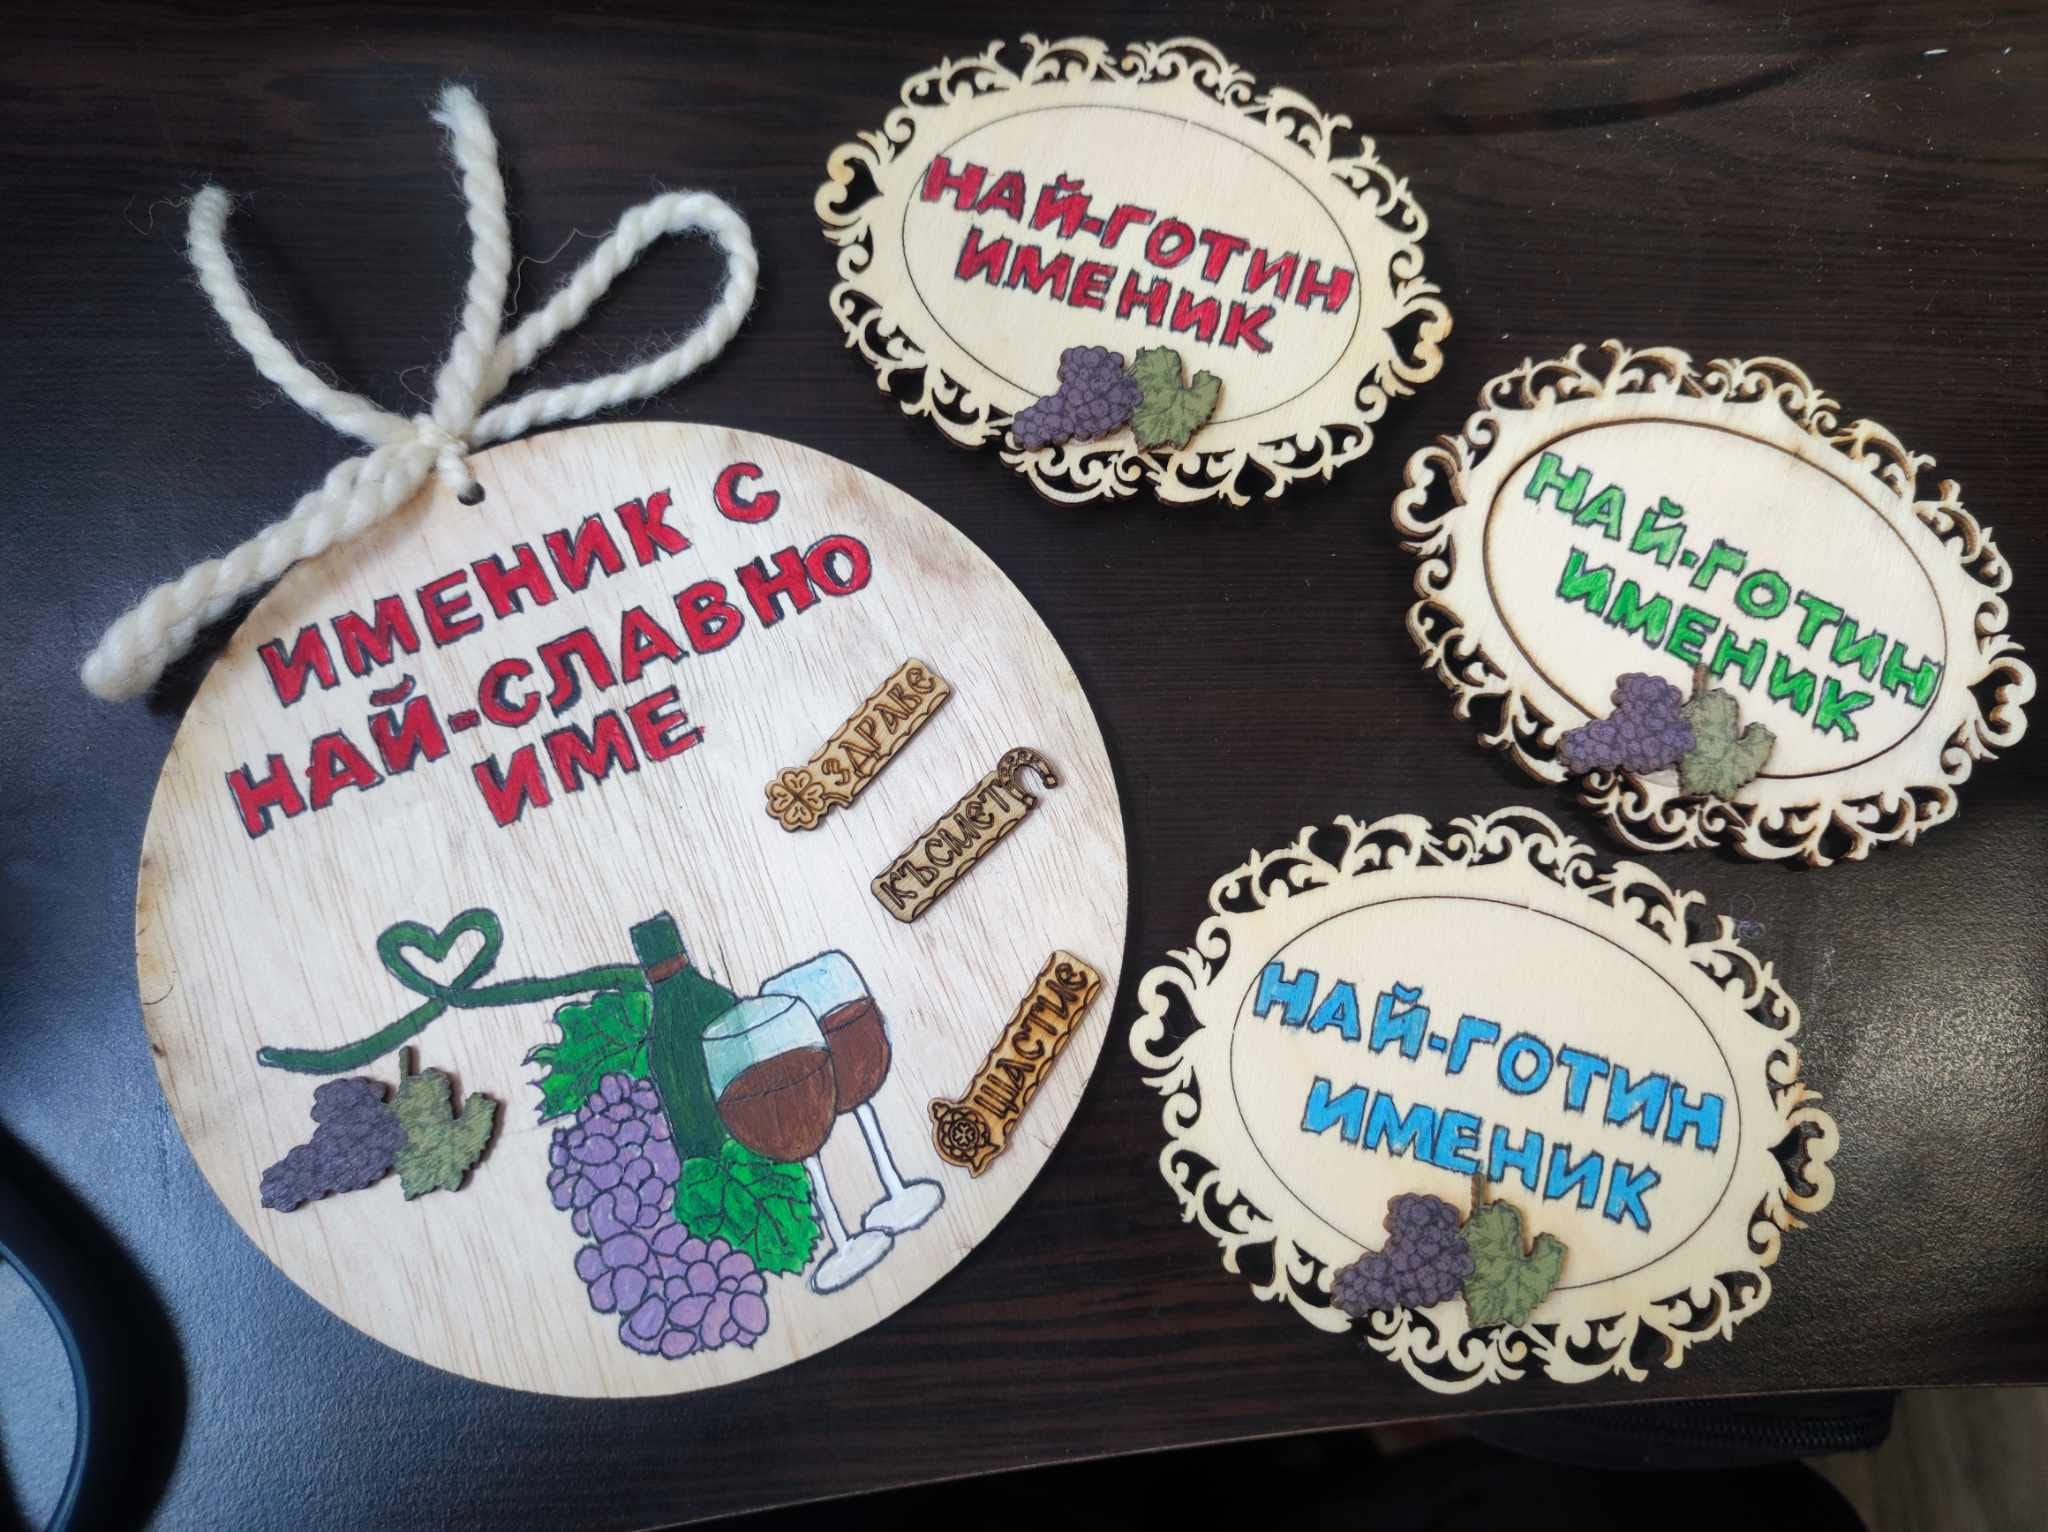 ИМЕНИК С
НАЙ-СЛАВНО
ИМЕ
ЗДРАВЕ
КЪСМЕТ
ЩАСТИЕ
НАЙ-ГОТИН
ИМЕНИК
НАЙ-ГОТИН
ИМЕНИК
НАЙ-ГОТИН
ИМЕНИК